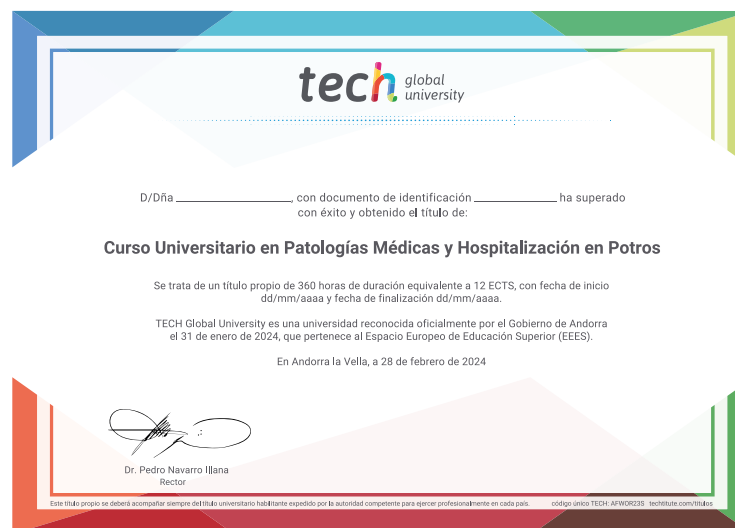 tech global university
D/Dña ____________________, con documento de identificación ______________ ha superado
con éxito y obtenido el título de:
Curso Universitario en Patologías Médicas y Hospitalización en Potros
Se trata de un título propio de 360 horas de duración equivalente a 12 ECTS, con fecha de inicio
dd/mm/aaaa y fecha de finalización dd/mm/aaaa.
TECH Global University es una universidad reconocida oficialmente por el Gobierno de Andorra
el 31 de enero de 2024, que pertenece al Espacio Europeo de Educación Superior (EEES).
En Andorra la Vella, a 28 de febrero de 2024
Dr. Pedro Navarro Illana
Rector
Este título propio se deberá acompañar siempre del título universitario habilitante expedido por la autoridad competente para ejercer profesionalmente en cada país. código único TECH: AFWOR23S techtitute.com/titulos